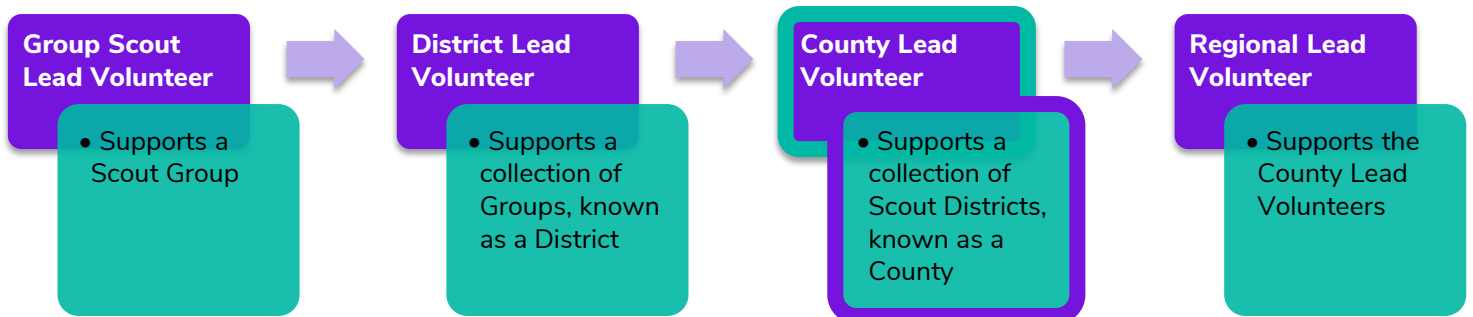 Group Scout
Lead Volunteer
• Supports a
Scout Group
District Lead
Volunteer
• Supports a
collection of
Groups, known
as a District
County Lead
Volunteer
• Supports a
collection of
Scout Districts,
known as a
County
Regional Lead
Volunteer
• Supports the
County Lead
Volunteers